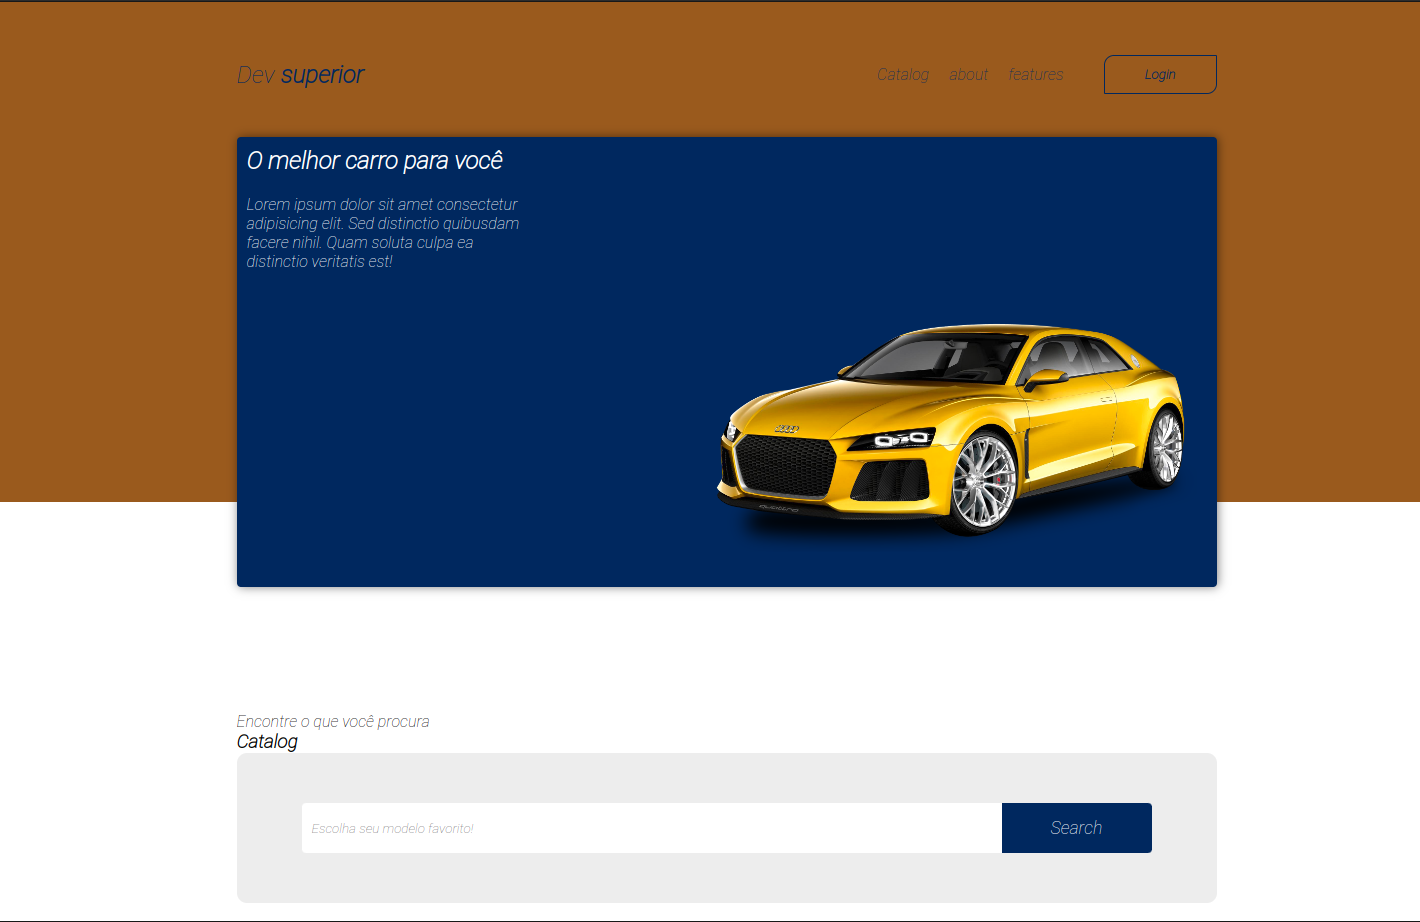 Dev superior
Catalog about features Login
O melhor carro para você
Lorem ipsum dolor sit amet consectetur
adipisicing elit. Sed distinctio quibusdam
facere nihil. Quam soluta culpa ea
distinctio veritatis est!
quattro
Encontre o que você procura
Catalog
Escolha seu modelo favorito!
Search